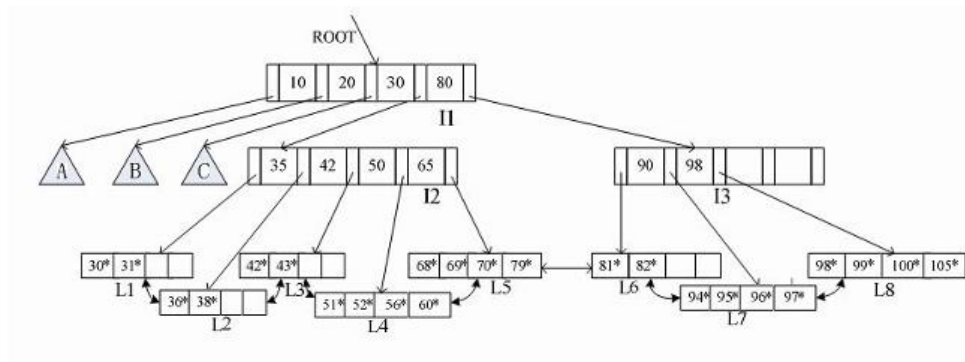 ROOT
10 20 30 80
I1
A B C
35 42 50 65
I2
90 98
I3
30* 31*
L1
36* 38*
L2
42* 43*
L3
51* 52* 56* 60*
L4
68* 69* 70* 79*
L5
81* 82*
L6
94* 95* 96* 97*
L7
98* 99* 100* 105*
L8